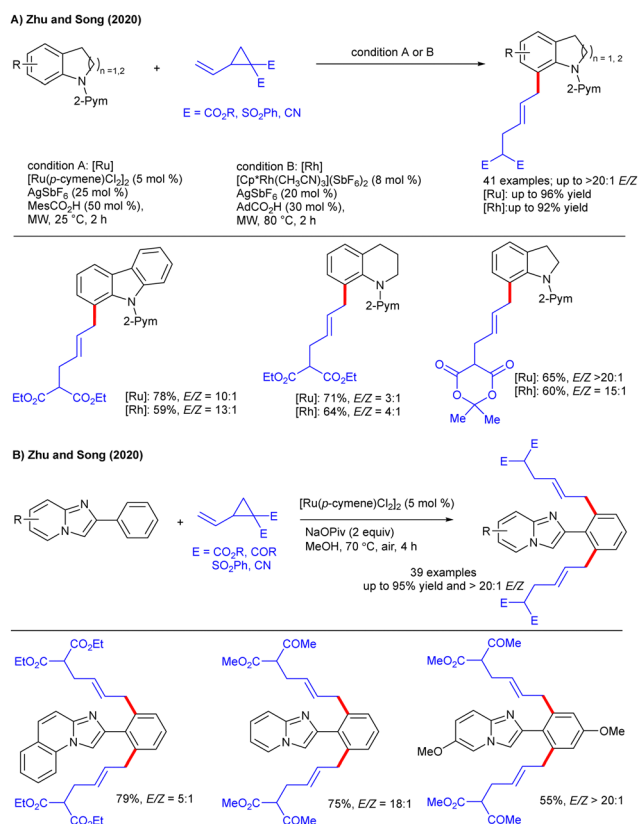 A) Zhu and Song (2020)
R
)n =1,2
N
2-Pym
+
E
E
E = CO2R, SO2Ph, CN
condition A or B
R
)n = 1, 2
N
2-Pym
E E
condition A: [Ru]
[Ru(p-cymene)Cl2]2 (5 mol %)
AgSbF6 (25 mol %)
MesCO2H (50 mol %),
MW, 25 °C, 2 h
condition B: [Rh]
[Cp*Rh(CH3CN)3](SbF6)2 (8 mol %)
AgSbF6 (20 mol %)
AdCO2H (30 mol %),
MW, 80 °C, 2 h
41 examples; up to >20:1 E/Z
[Ru]: up to 96% yield
[Rh]:up to 92% yield
N
2-Pym
EtO2C CO2Et
[Ru]: 78%, E/Z = 10:1
[Rh]: 59%, E/Z = 13:1
N
2-Pym
EtO2C CO2Et
[Ru]: 71%, E/Z = 3:1
[Rh]: 64%, E/Z = 4:1
N
2-Pym
O O
O O
Me Me
[Ru]: 65%, E/Z >20:1
[Rh]: 60%, E/Z = 15:1
B) Zhu and Song (2020)
R
N
N
+
E
E
E = CO2R, COR
SO2Ph, CN
[Ru(p-cymene)Cl2]2 (5 mol %)
NaOPiv (2 equiv)
MeOH, 70 °C, air, 4 h
39 examples
up to 95% yield and > 20:1 E/Z
E
E
R
N
N
E
E
CO2Et
EtO2C
N
N
EtO2C
CO2Et
79%, E/Z = 5:1
COMe
MeO2C
N
N
MeO2C
COMe
75%, E/Z = 18:1
COMe
MeO2C
N
N
MeO
OMe
MeO2C
COMe
55%, E/Z > 20:1